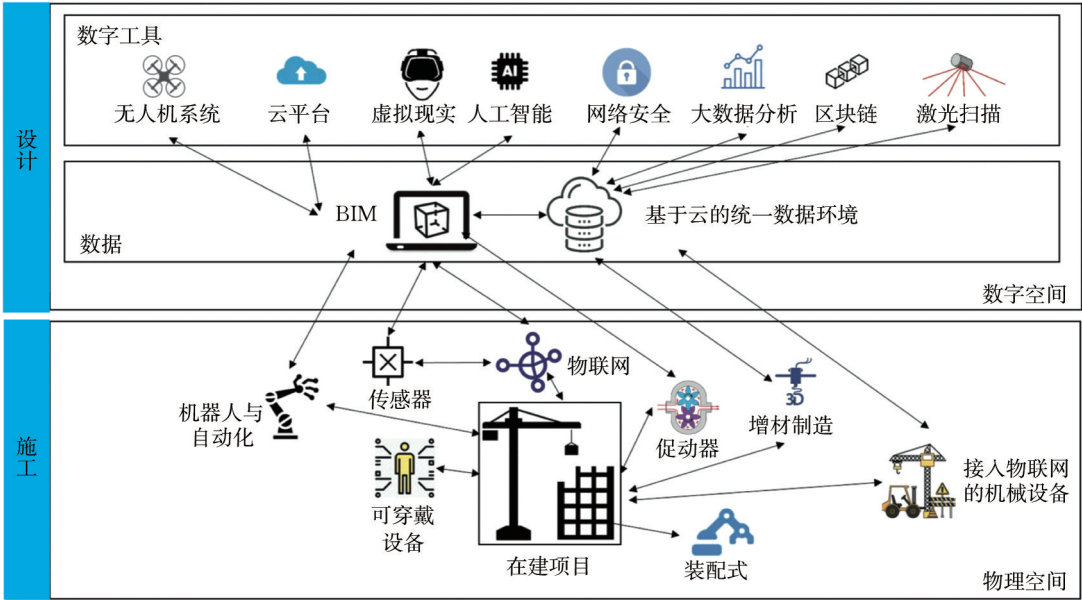 设计
数字工具
无人机系统
云平台
虚拟现实
AI
人工智能
网络安全
大数据分析
区块链
激光扫描
BIM
基于云的统一数据环境
数据
数字空间
施工
机器人与
自动化
传感器
物联网
可穿戴
设备
在建项目
促动器
3D
增材制造
装配式
接入物联网
的机械设备
物理空间